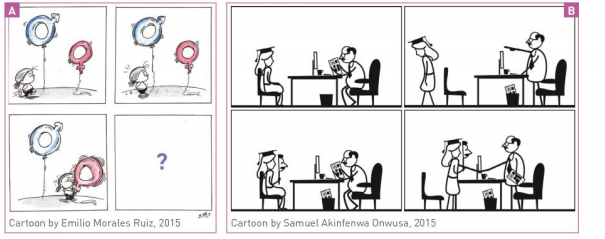 A
B
?
Cartoon by Emilio Morales Ruiz, 2015
Cartoon by Samuel Akinfenwa Onwusa, 2015